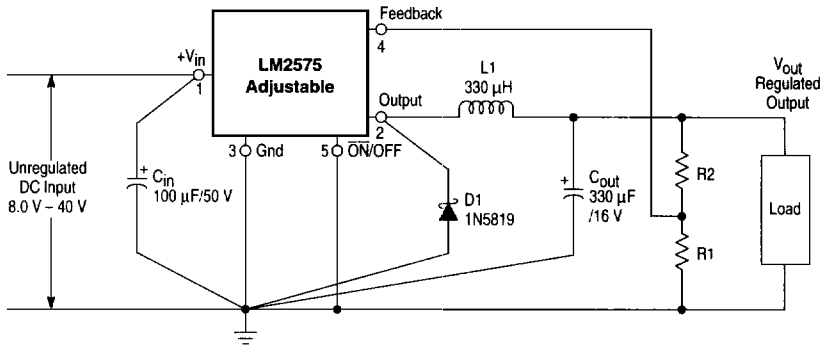 Feedback
4
+Vin
1
LM2575
Adjustable
L1
330 µH
Vout
Regulated
Output
Output
2
3 Gnd
5 ON/OFF
Unregulated
DC Input
8.0 V – 40 V
+
Cin
100 µF/50 V
D1
1N5819
+
Cout
330 µF
/16 V
R2
Load
R1